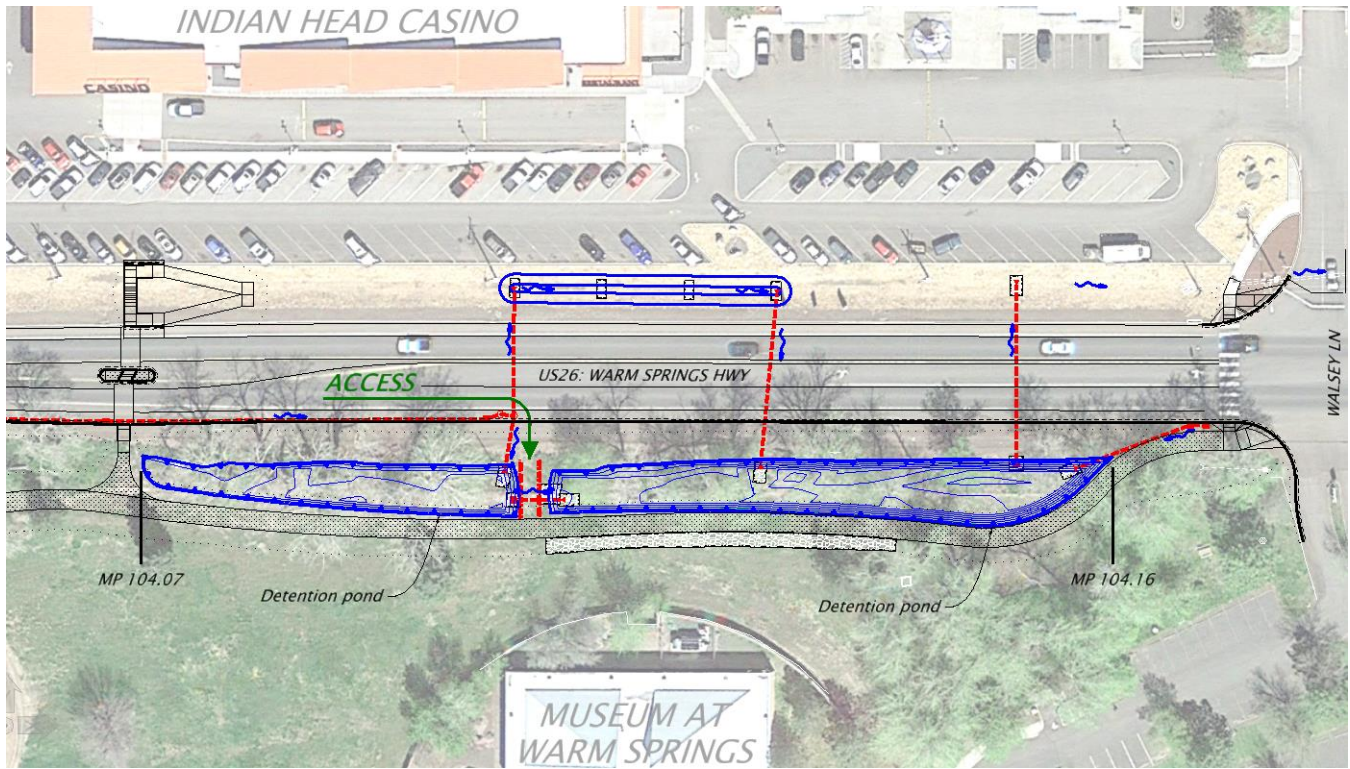 INDIAN HEAD CASINO
CASINO
RESTAURANT
ACCESS
US26: WARM SPRINGS HWY
WALSEY LN
MP 104.07
Detention pond
MP 104.16
Detention pond
MUSEUM AT
WARM SPRINGS